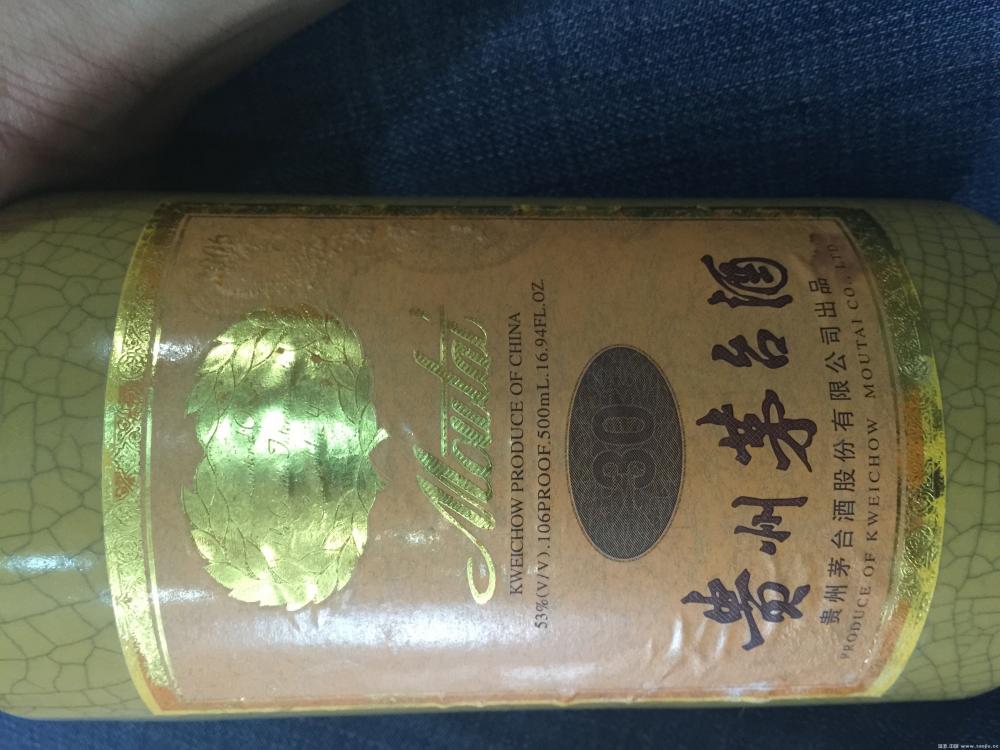 Moutai
KWEICHOW PRODUCE OF CHINA
53%(V/V).106PROOF.500mL.16.94FL.OZ
30
貴州茅台酒
贵州茅台酒股份有限公司出品
PRODUCE OF KWEICHOW MOUTAI CO., LTD